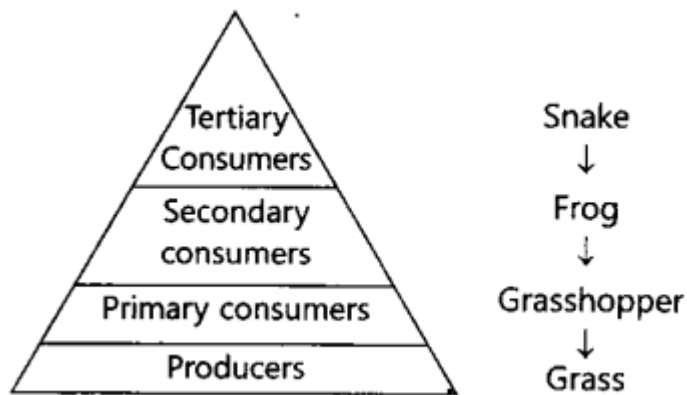 Tertiary
Consumers
Secondary
consumers
Primary consumers
Producers
Snake
↓
Frog
↓
Grasshopper
↓
Grass